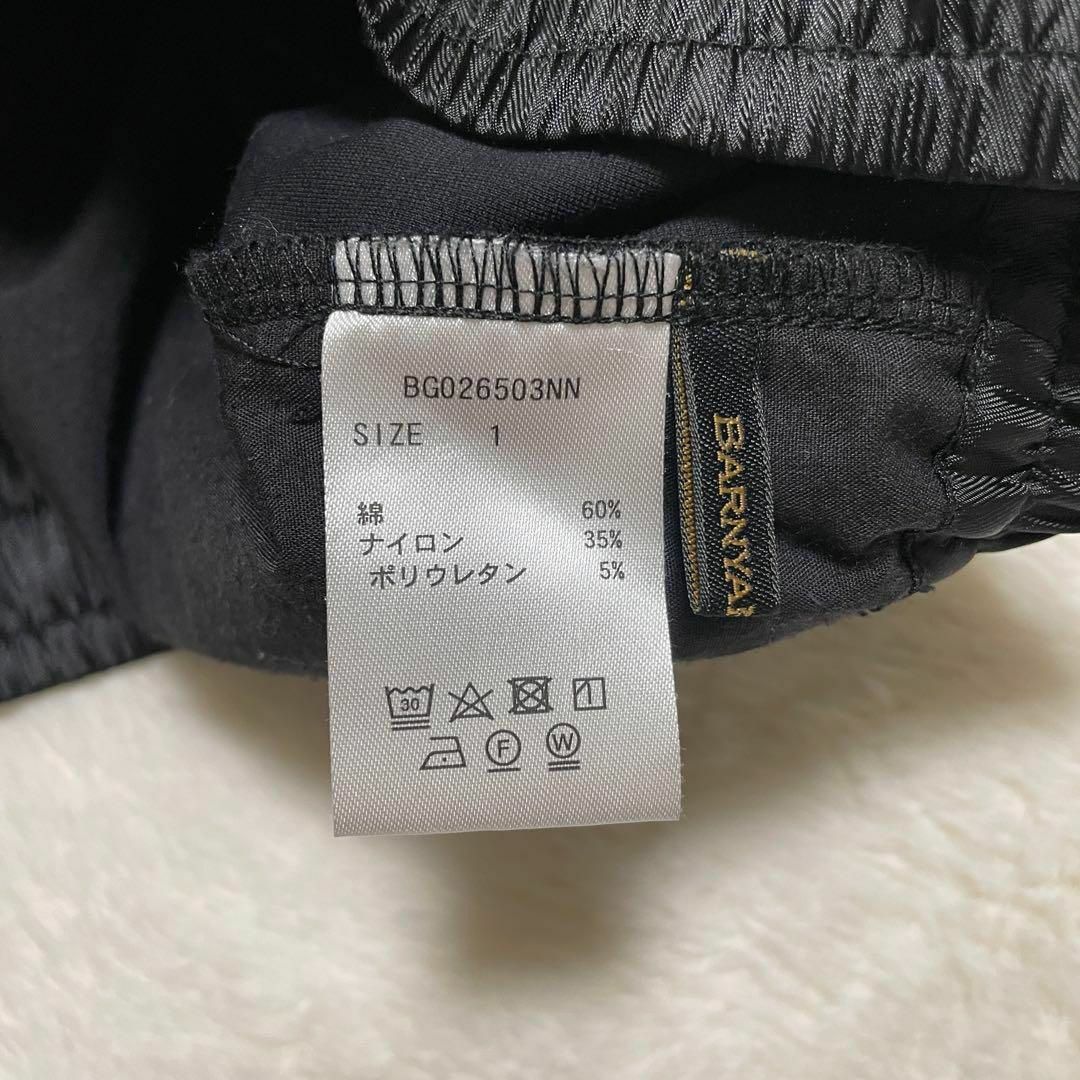 BG026503NN
SIZE 1
綿 60%
ナイロン 35%
ポリウレタン 5%
30
F W